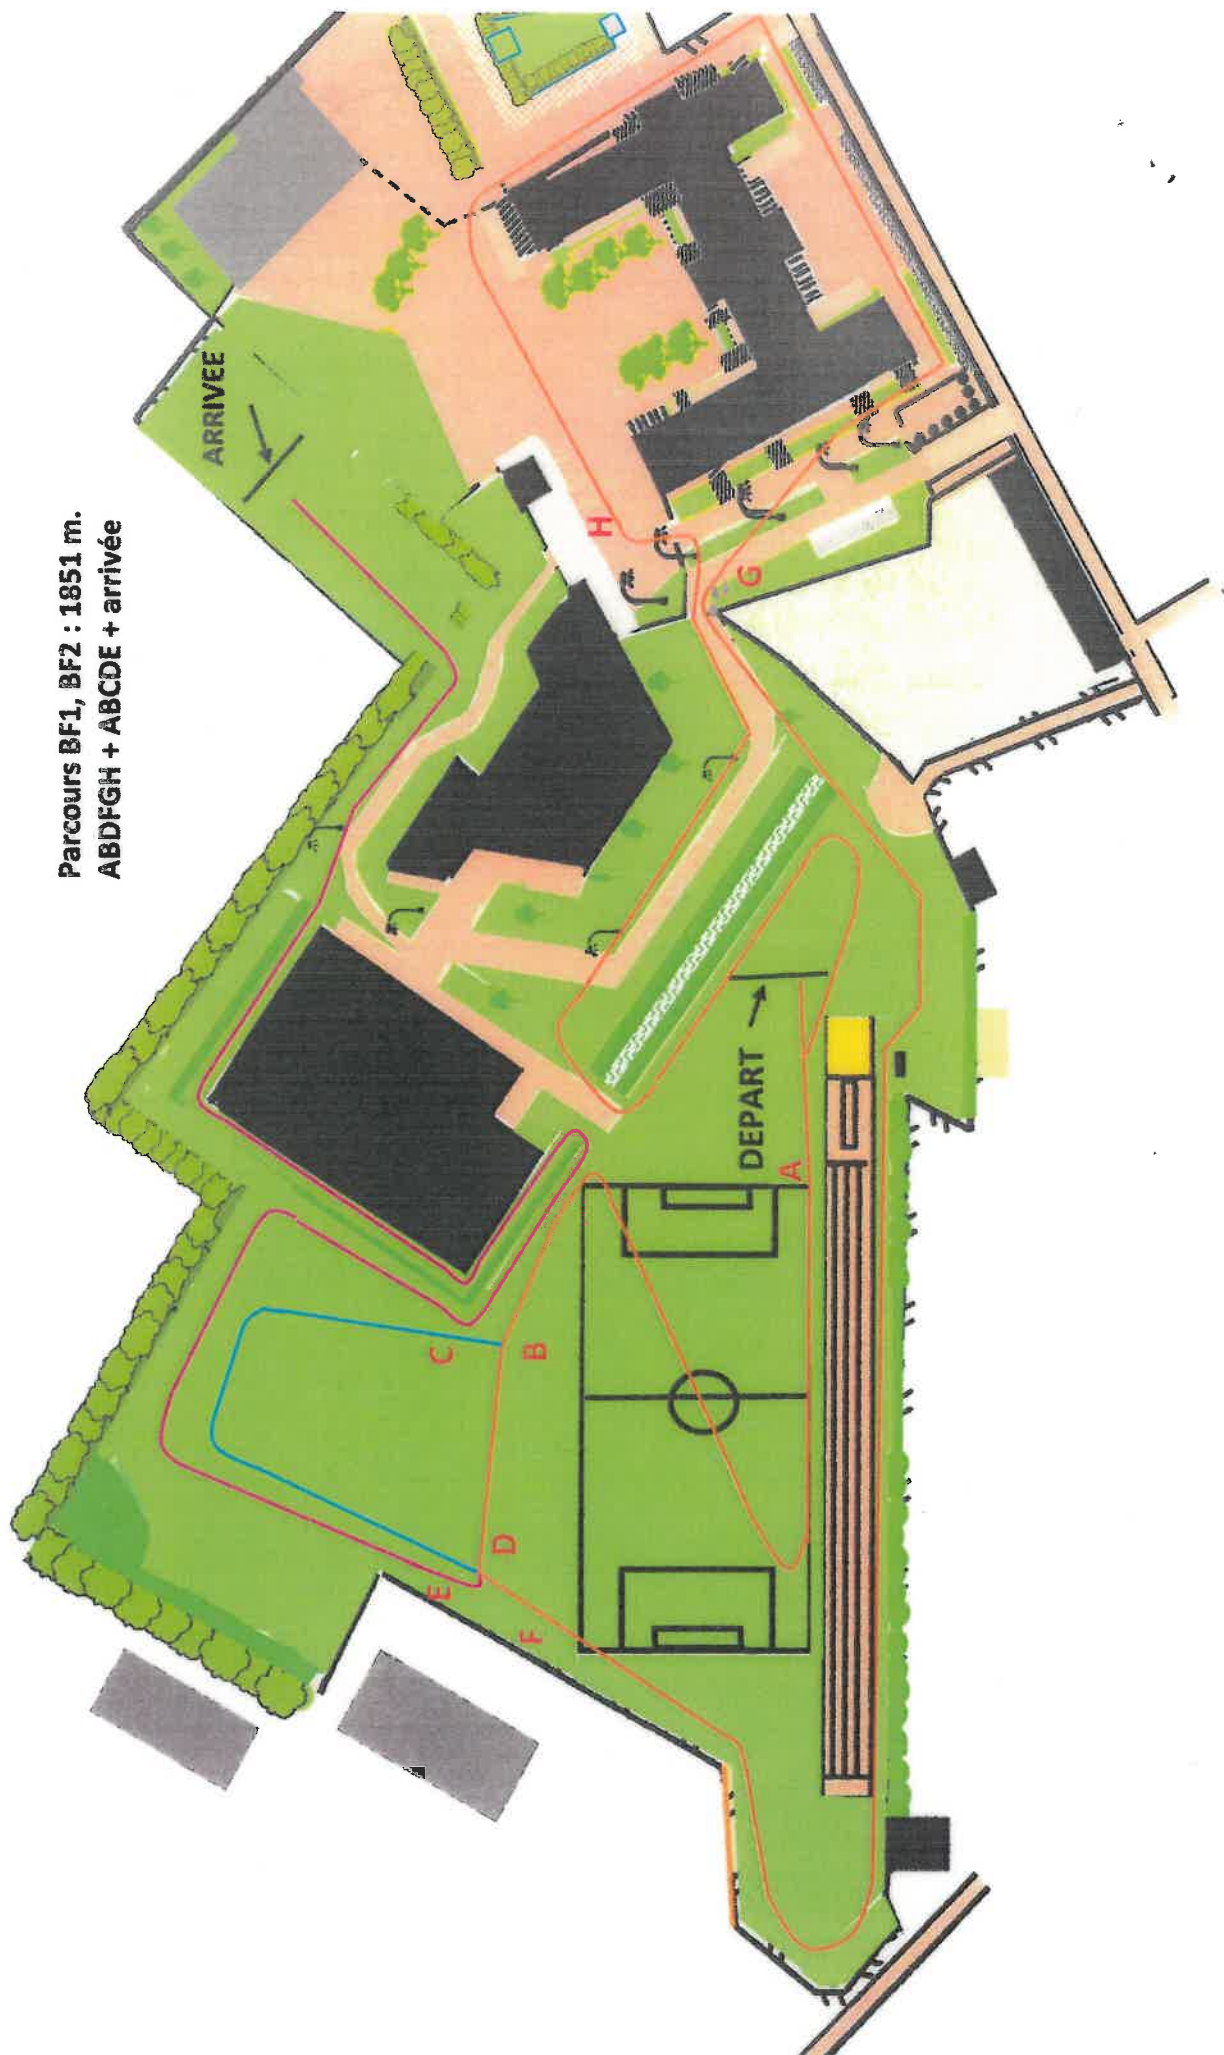 Parcours BF1, BF2 : 1851 m.
ABDFGH + ABCDE + arrivée
ARRIVEE
DEPART
A
B
C
D
E
F
G
H